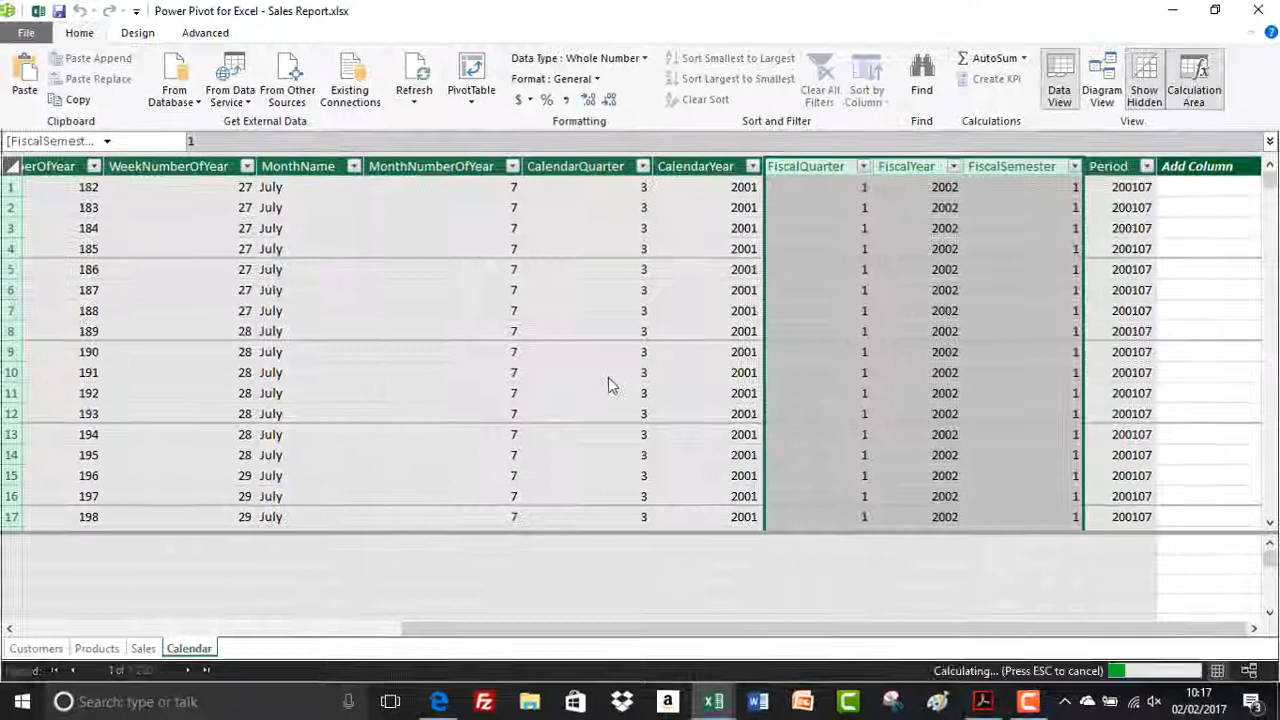 Power Pivot for Excel - Sales Report.xlsx
File Home Design Advanced
Paste
Paste Append
Paste Replace
Copy
Clipboard
From Database
From Data Service
From Other Sources
Existing Connections
Get External Data
Refresh
PivotTable
Data Type : Whole Number
Format : General
$ % ,
Formatting
Sort Smallest to Largest
Sort Largest to Smallest
Clear Sort
Clear All Filters
Sort by Column
Sort and Filter
Find
Find
AutoSum
Create KPI
Calculations
Data View
Diagram View
Show Hidden
Calculation Area
View
[FiscalSemest... 1
erOfYear WeekNumberOfYear MonthName MonthNumberOfYear CalendarQuarter CalendarYear FiscalQuarter FiscalYear FiscalSemester Period Add Column
1 182 27 July 7 3 2001 1 2002 1 200107
2 183 27 July 7 3 2001 1 2002 1 200107
3 184 27 July 7 3 2001 1 2002 1 200107
4 185 27 July 7 3 2001 1 2002 1 200107
5 186 27 July 7 3 2001 1 2002 1 200107
6 187 27 July 7 3 2001 1 2002 1 200107
7 188 27 July 7 3 2001 1 2002 1 200107
8 189 28 July 7 3 2001 1 2002 1 200107
9 190 28 July 7 3 2001 1 2002 1 200107
10 191 28 July 7 3 2001 1 2002 1 200107
11 192 28 July 7 3 2001 1 2002 1 200107
12 193 28 July 7 3 2001 1 2002 1 200107
13 194 28 July 7 3 2001 1 2002 1 200107
14 195 28 July 7 3 2001 1 2002 1 200107
15 196 29 July 7 3 2001 1 2002 1 200107
16 197 29 July 7 3 2001 1 2002 1 200107
17 198 29 July 7 3 2001 1 2002 1 200107
Customers Products Sales Calendar
1 of Calculating... (Press ESC to cancel)
Search: type or talk
10:17
02/02/2017
3